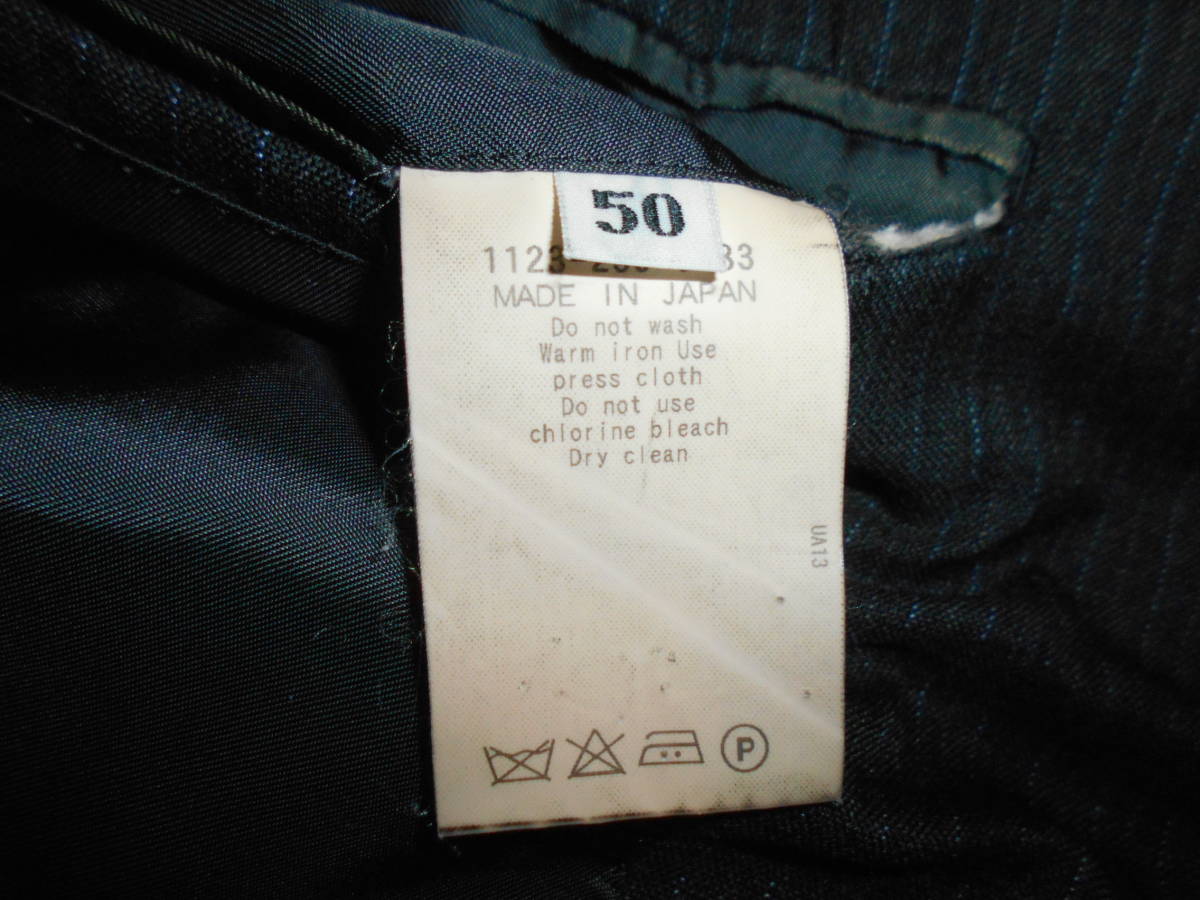 50
MADE IN JAPAN
Do not wash
Warm iron Use
press cloth
Do not use
chlorine bleach
Dry clean
UA13
P